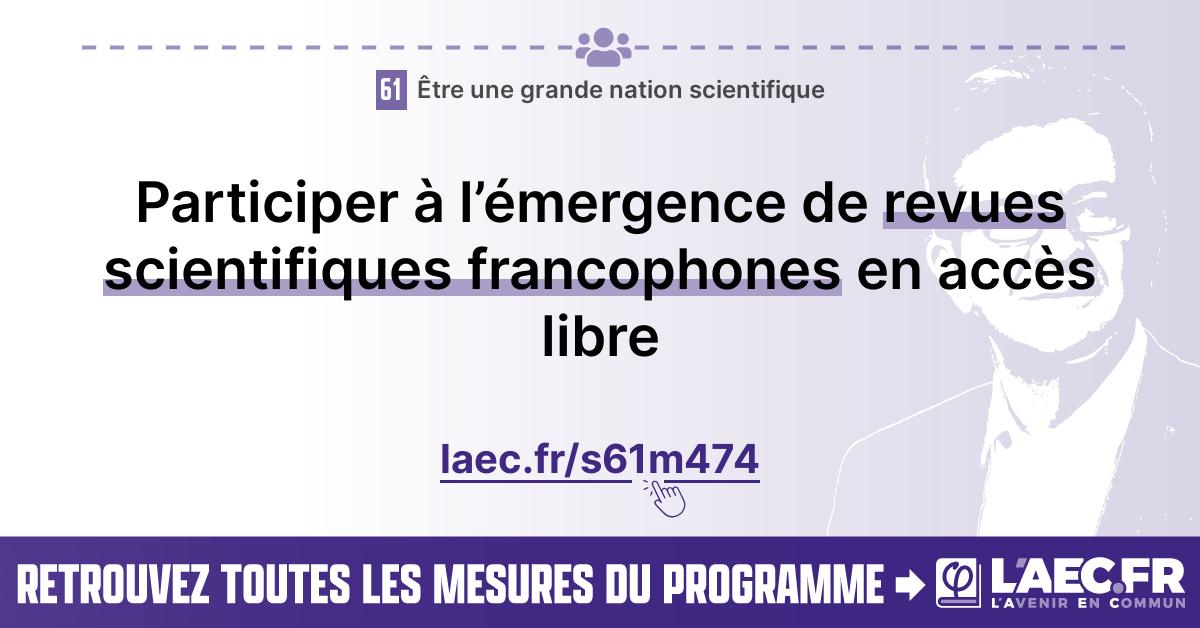 61 Être une grande nation scientifique
Participer à l’émergence de revues
scientifiques francophones en accès
libre
laec.fr/s61m474
RETROUVEZ TOUTES LES MESURES DU PROGRAMME
L'AEC.FR
L'AVENIR EN COMMUN